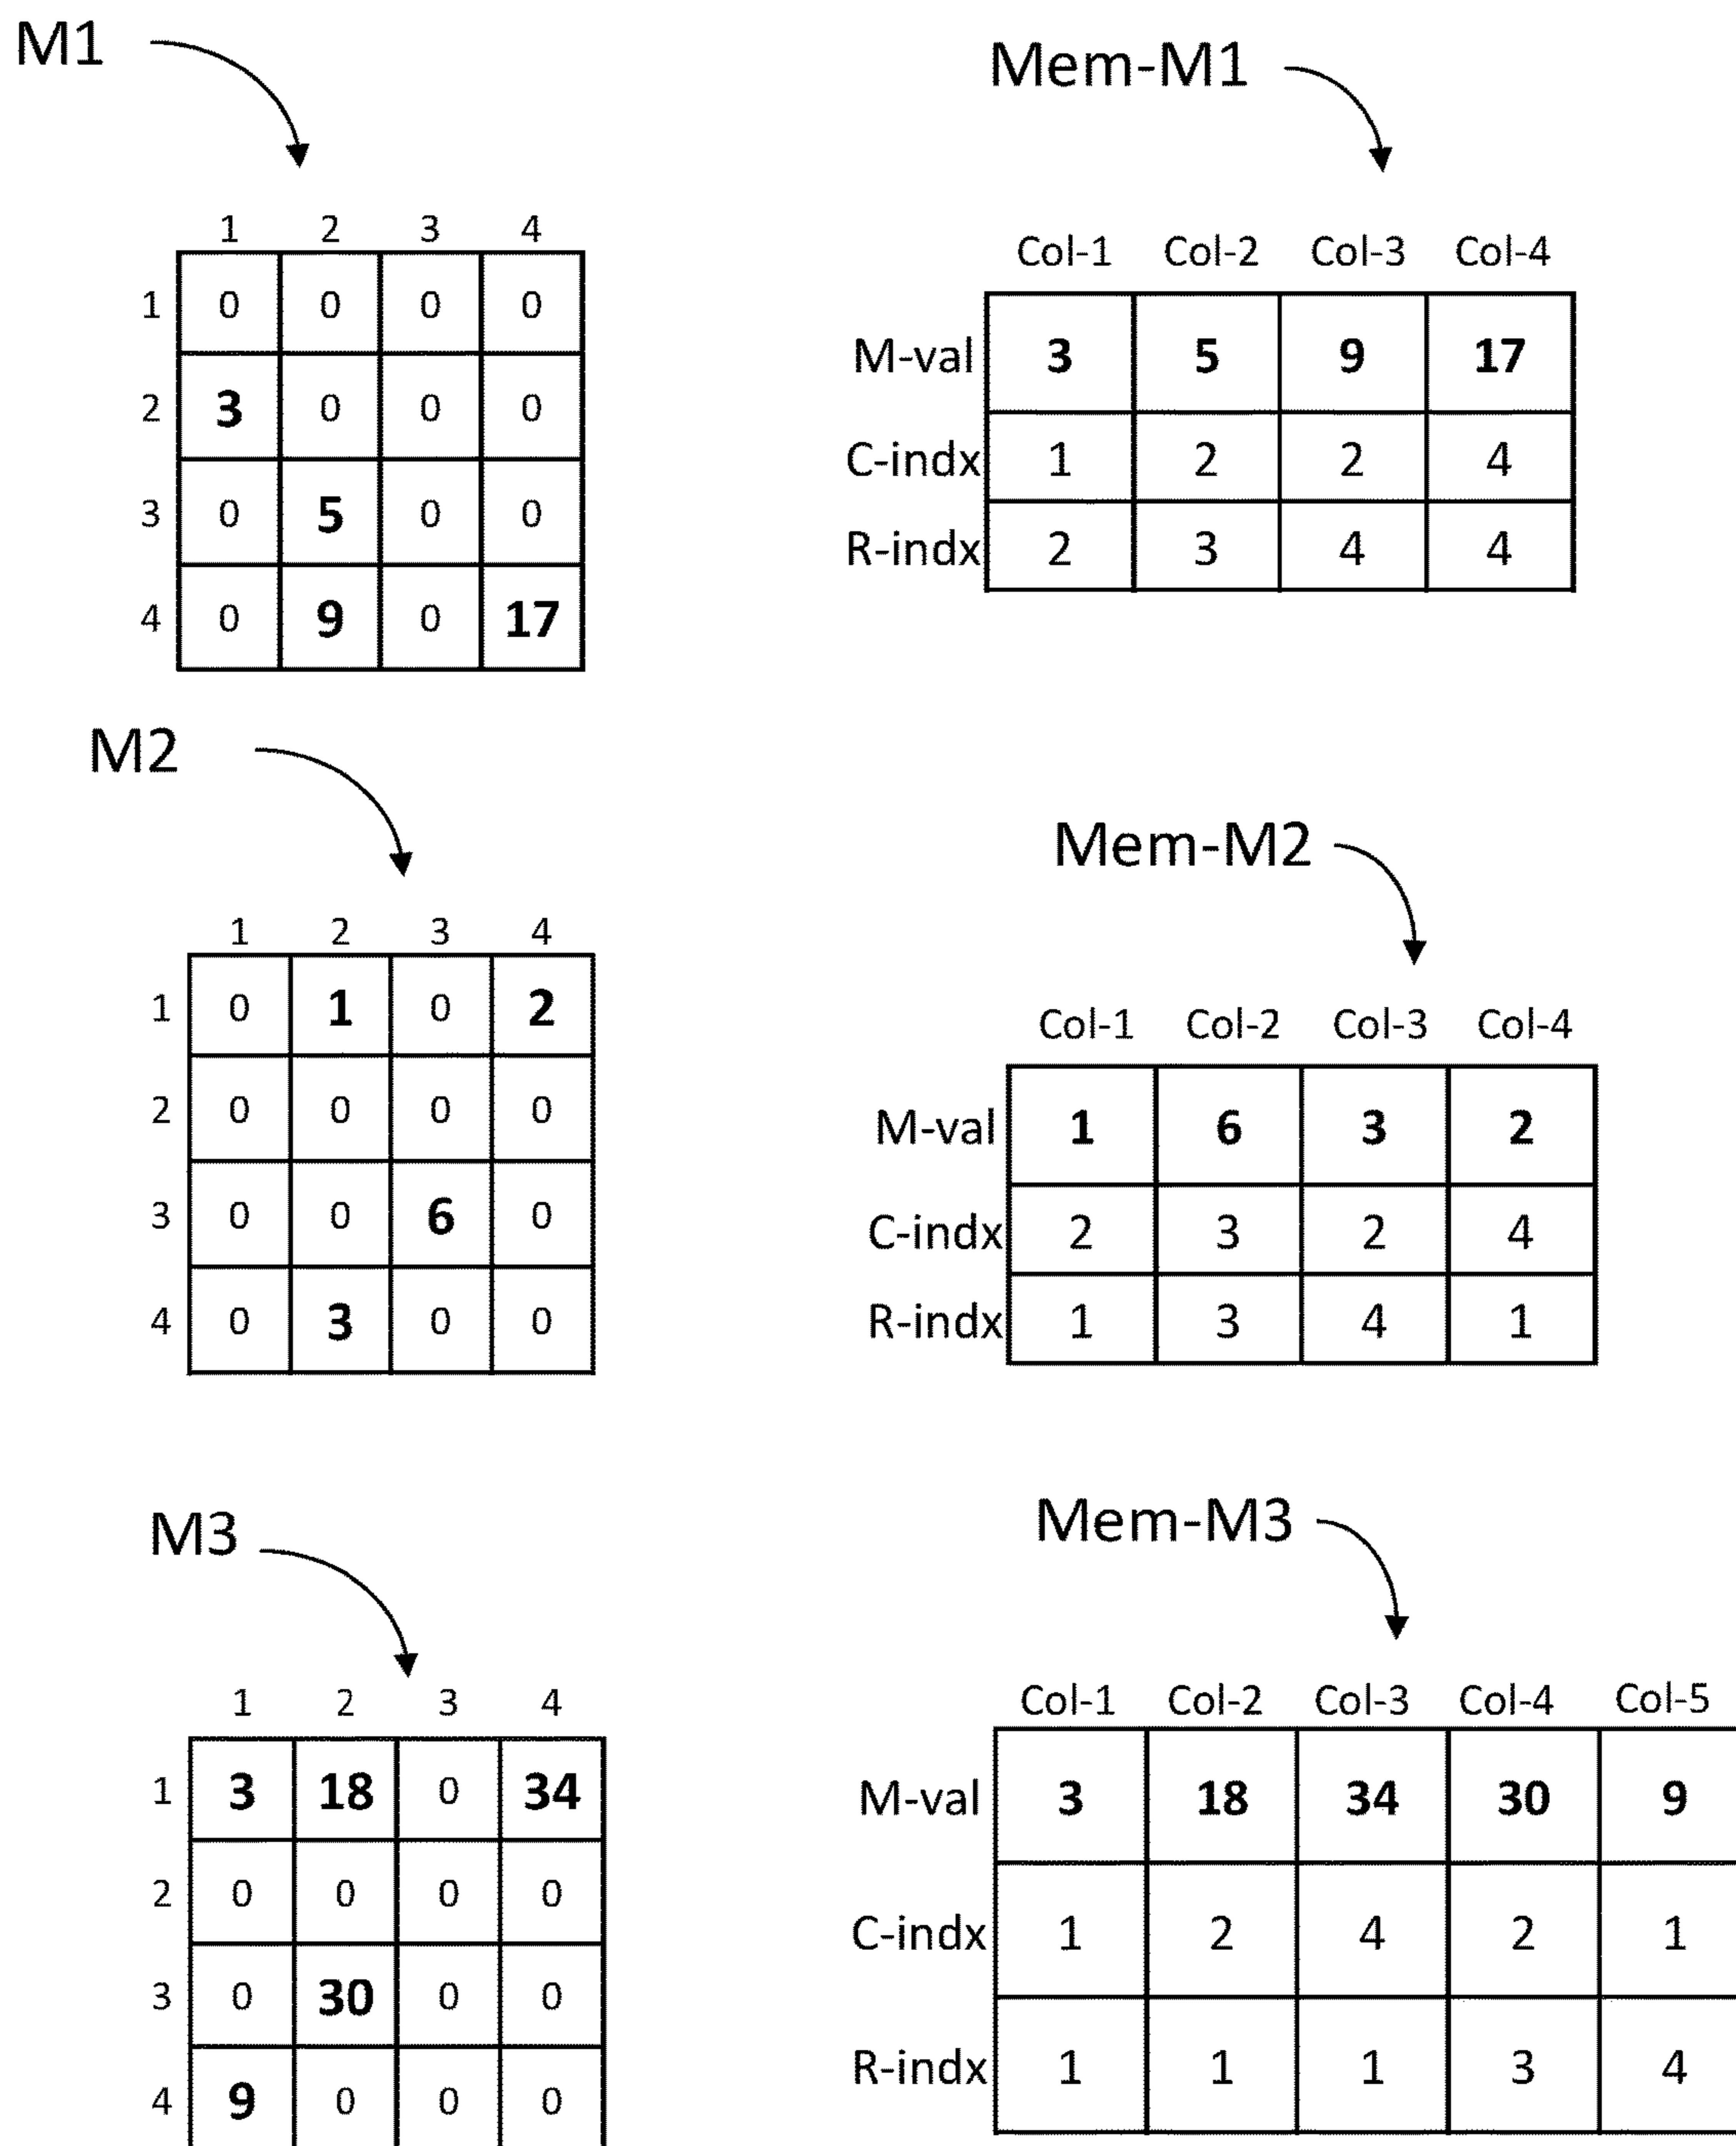 M1
1 2 3 4
1 0 0 0 0
2 3 0 0 0
3 0 5 0 0
4 0 9 0 17
Mem-M1
Col-1 Col-2 Col-3 Col-4
M-val 3 5 9 17
C-indx 1 2 2 4
R-indx 2 3 4 4
M2
1 2 3 4
1 0 1 0 2
2 0 0 0 0
3 0 0 6 0
4 0 3 0 0
Mem-M2
Col-1 Col-2 Col-3 Col-4
M-val 1 6 3 2
C-indx 2 3 2 4
R-indx 1 3 4 1
M3
1 2 3 4
1 3 18 0 34
2 0 0 0 0
3 0 30 0 0
4 9 0 0 0
Mem-M3
Col-1 Col-2 Col-3 Col-4 Col-5
M-val 3 18 34 30 9
C-indx 1 2 4 2 1
R-indx 1 1 1 3 4